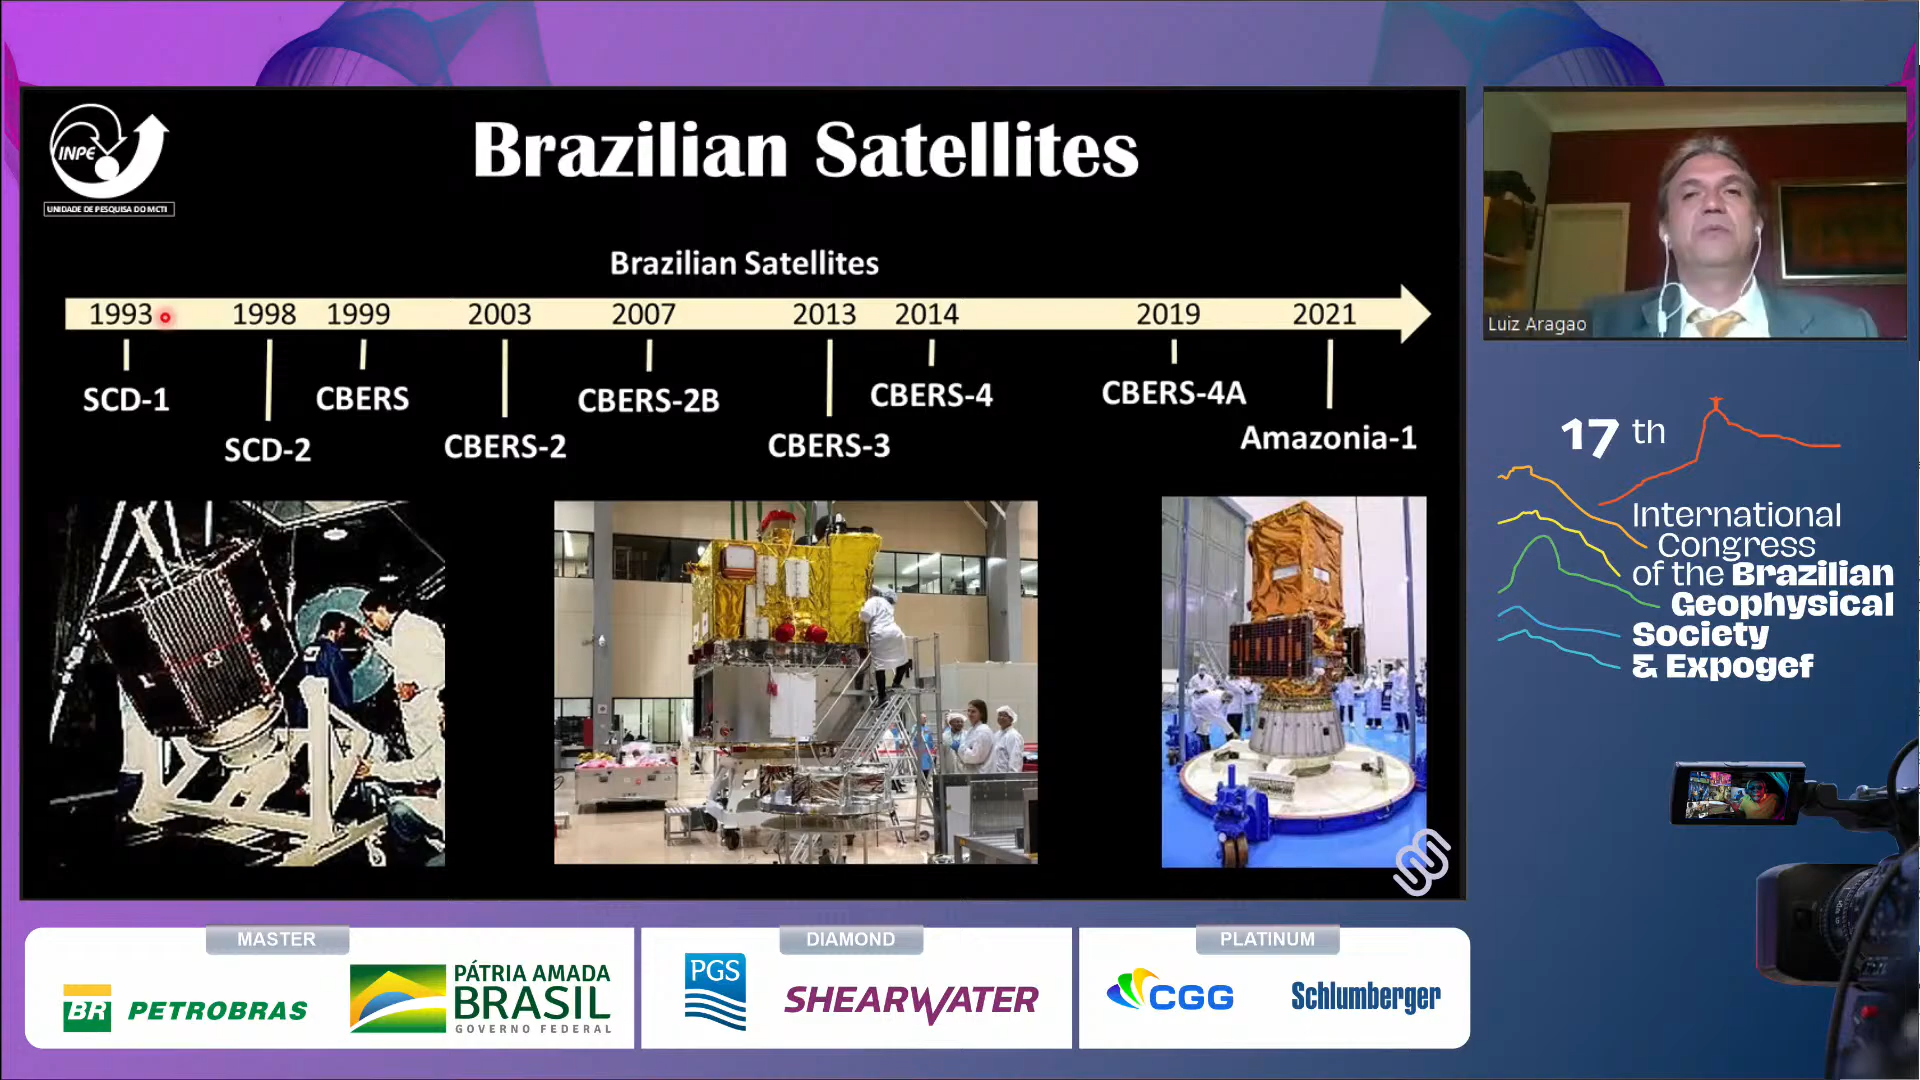 INPE
UNIDADE DE PESQUISA DO MCTI
Brazilian Satellites
Brazilian Satellites
1993 1998 1999 2003 2007 2013 2014 2019 2021
SCD-1
SCD-2
CBERS
CBERS-2
CBERS-2B
CBERS-3
CBERS-4
CBERS-4A
Amazonia-1
Luiz Aragao
17 th
International
Congress
of the Brazilian
Geophysical
Society
& Expogef
MASTER
BR PETROBRAS
PÁTRIA AMADA
BRASIL
GOVERNO FEDERAL
DIAMOND
PGS
SHEARWATER
PLATINUM
CGG
Schlumberger